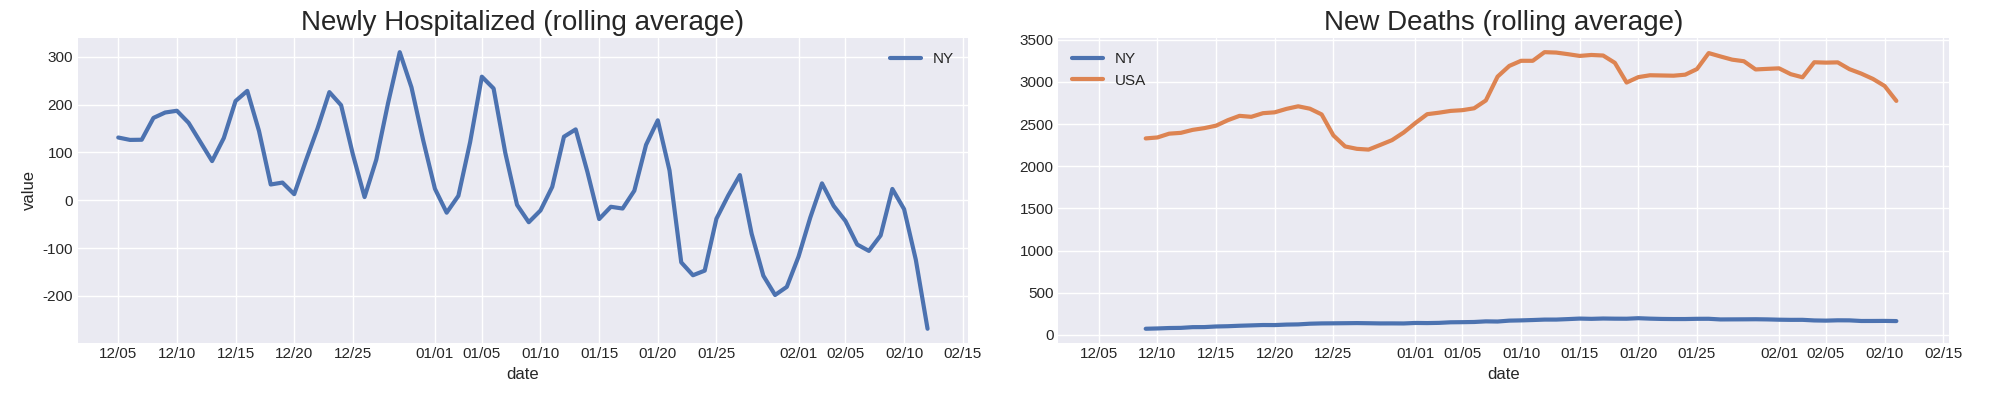 Newly Hospitalized (rolling average)
300
200
100
0
-100
-200
value
NY
12/05 12/10 12/15 12/20 12/25 01/01 01/05 01/10 01/15 01/20 01/25 02/01 02/05 02/10 02/15
date
New Deaths (rolling average)
3500
3000
2500
2000
1500
1000
500
0
NY
USA
12/05 12/10 12/15 12/20 12/25 01/01 01/05 01/10 01/15 01/20 01/25 02/01 02/05 02/10 02/15
date